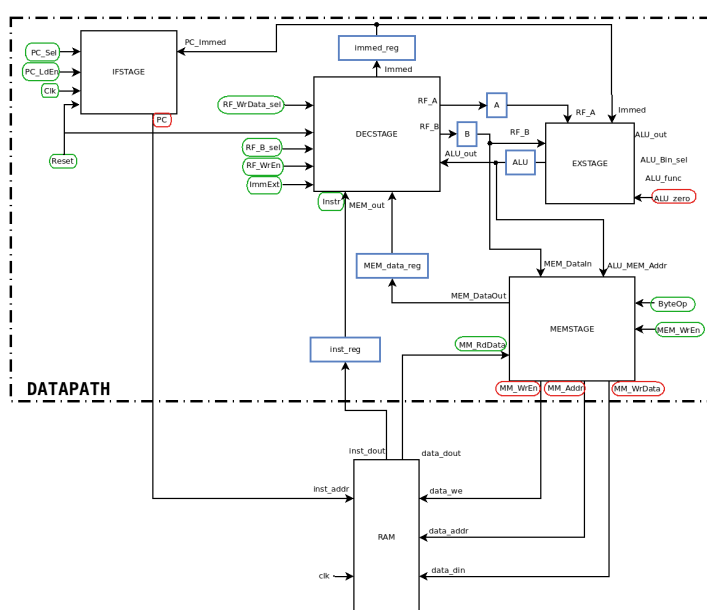 PC_Immed
immed_reg
PC_Sel
IFSTAGE
PC_LdEn
Immed
Clk
RF_WrData_sel
RF_A
A
RF_A
Immed
PC
RF_B
B
RF_B
ALU_out
DECSTAGE
Reset
RF_B_sel
ALU_out
ALU
EXSTAGE
ALU_Bin_sel
RF_WrEn
ImmExt
ALU_func
Instr
MEM_out
ALU_zero
MEM_data_reg
MEM_DataIn
ALU_MEM_Addr
MEM_DataOut
ByteOp
MEMSTAGE
MEM_WrEn
inst_reg
MM_RdData
DATAPATH
MM_WrEn
MM_Addr
MM_WrData
inst_dout
data_dout
inst_addr
data_we
data_addr
RAM
clk
data_din